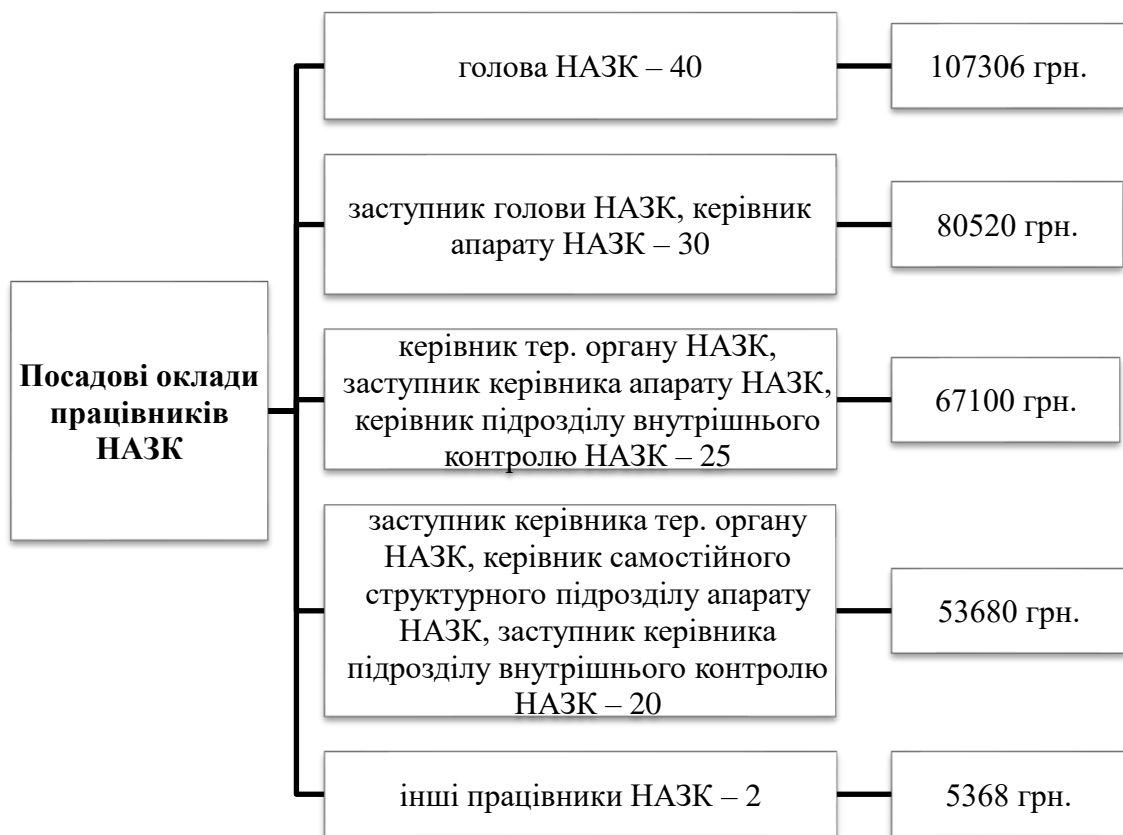 Посадові оклади
працівників
НАЗК
голова НАЗК – 40
107306 грн.
заступник голови НАЗК, керівник
апарату НАЗК – 30
80520 грн.
керівник тер. органу НАЗК,
заступник керівника апарату НАЗК,
керівник підрозділу внутрішнього
контролю НАЗК – 25
67100 грн.
заступник керівника тер. органу
НАЗК, керівник самостійного
структурного підрозділу апарату
НАЗК, заступник керівника
підрозділу внутрішнього контролю
НАЗК – 20
53680 грн.
інші працівники НАЗК – 2
5368 грн.